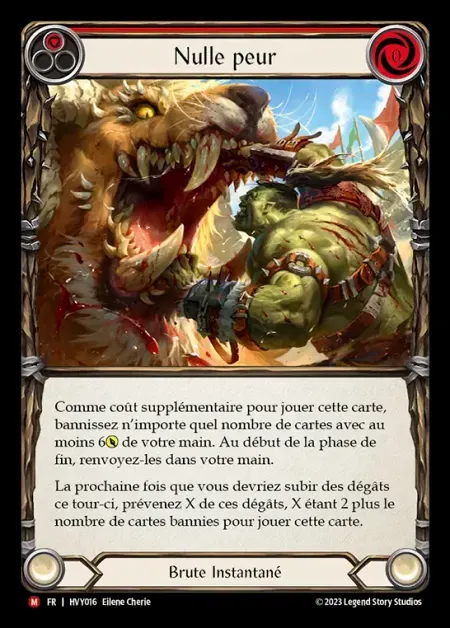 Nulle peur
0
Comme coût supplémentaire pour jouer cette carte,
bannissez n'importe quel nombre de cartes avec au
moins 6 de votre main. Au début de la phase de
fin, renvoyez-les dans votre main.
La prochaine fois que vous devriez subir des dégâts
ce tour-ci, prévenez X de ces dégâts, X étant 2 plus le
nombre de cartes bannies pour jouer cette carte.
Brute Instantané
M FR | HVY016 Eilene Cherie
© 2023 Legend Story Studios